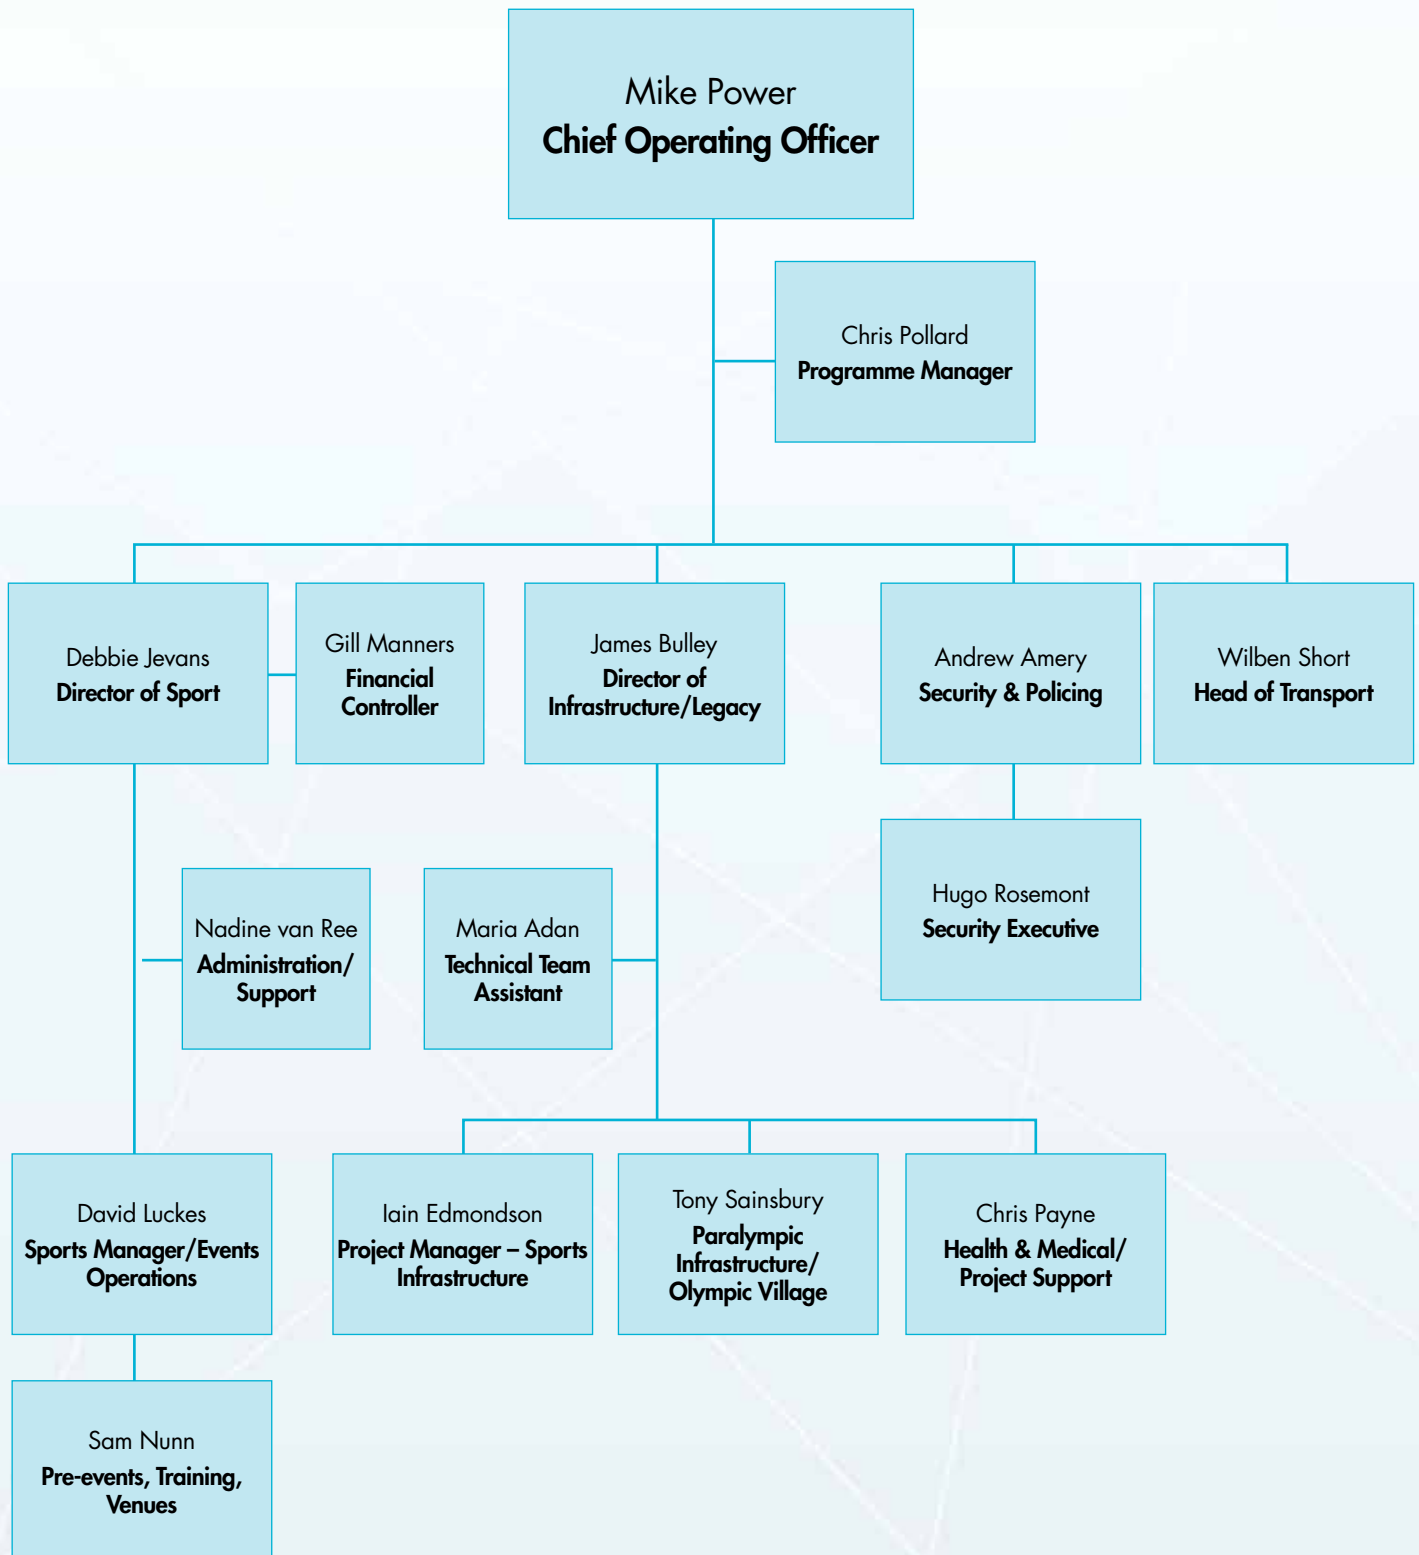 Mike Power
Chief Operating Officer
Chris Pollard
Programme Manager
Debbie Jevans
Director of Sport
Gill Manners
Financial
Controller
James Bulley
Director of
Infrastructure/Legacy
Andrew Amery
Security & Policing
Wilben Short
Head of Transport
Nadine van Ree
Administration/
Support
Maria Adan
Technical Team
Assistant
Hugo Rosemont
Security Executive
David Luckes
Sports Manager/Events
Operations
Iain Edmondson
Project Manager – Sports
Infrastructure
Tony Sainsbury
Paralympic
Infrastructure/
Olympic Village
Chris Payne
Health & Medical/
Project Support
Sam Nunn
Pre-events, Training,
Venues